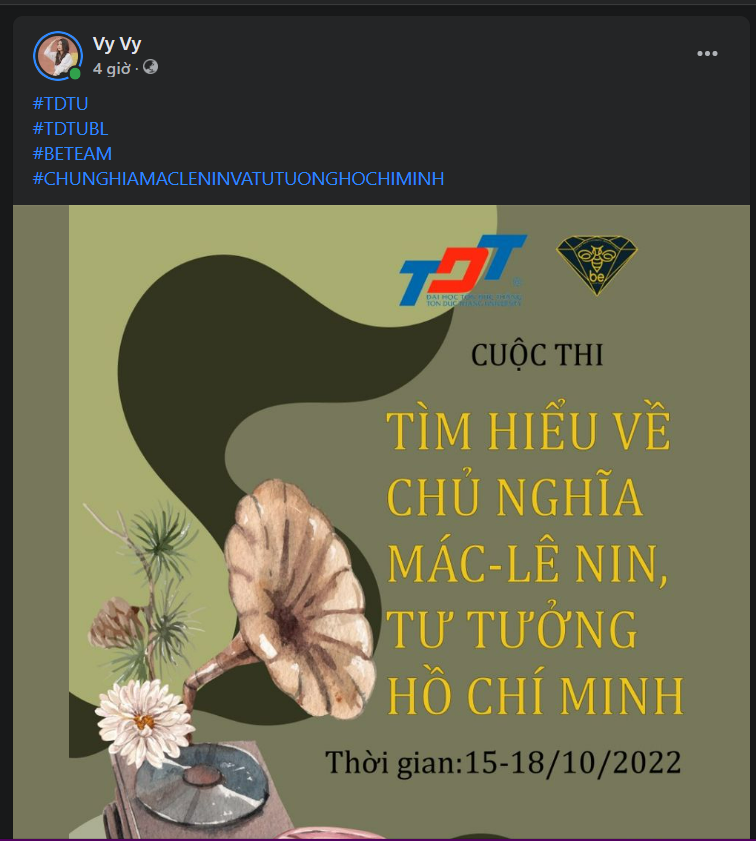 Vy Vy
4 giờ ·
#TDTU
#TDTUBL
#BETEAM
#CHUNGHIAMACLENINVATUTUONGHOCHIMINH
TDT
ĐẠI HỌC TÔN ĐỨC THẮNG
TON DUC THANG UNIVERSITY
be
CUỘC THI
TÌM HIỂU VỀ
CHỦ NGHĨA
MÁC-LÊ NIN,
TƯ TƯỞNG
HỒ CHÍ MINH
Thời gian:15-18/10/2022